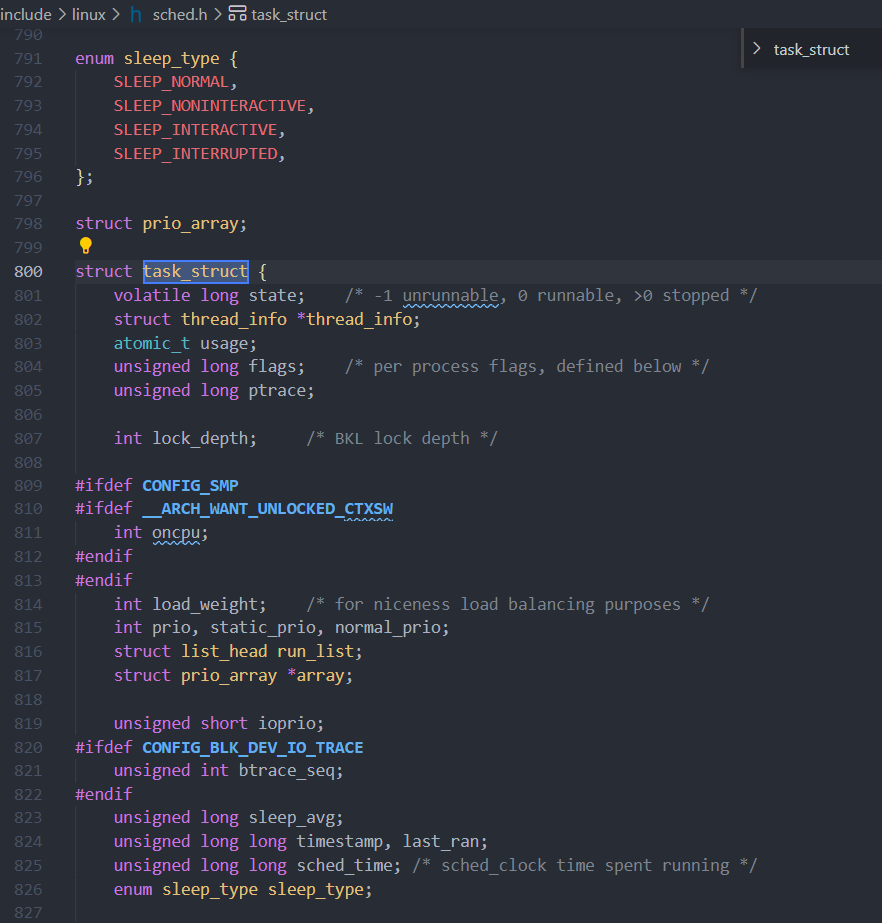 include > linux > h sched.h > task_struct
> task_struct
790
791 enum sleep_type {
792     SLEEP_NORMAL,
793     SLEEP_NONINTERACTIVE,
794     SLEEP_INTERACTIVE,
795     SLEEP_INTERRUPTED,
796 };
797
798 struct prio_array;
799
800 struct task_struct {
801     volatile long state;    /* -1 unrunnable, 0 runnable, >0 stopped */
802     struct thread_info *thread_info;
803     atomic_t usage;
804     unsigned long flags;    /* per process flags, defined below */
805     unsigned long ptrace;
806
807     int lock_depth;     /* BKL lock depth */
808
809 #ifdef CONFIG_SMP
810 #ifdef __ARCH_WANT_UNLOCKED_CTXSW
811     int oncpu;
812 #endif
813 #endif
814     int load_weight;    /* for niceness load balancing purposes */
815     int prio, static_prio, normal_prio;
816     struct list_head run_list;
817     struct prio_array *array;
818
819     unsigned short ioprio;
820 #ifdef CONFIG_BLK_DEV_IO_TRACE
821     unsigned int btrace_seq;
822 #endif
823     unsigned long sleep_avg;
824     unsigned long long timestamp, last_ran;
825     unsigned long long sched_time; /* sched_clock time spent running */
826     enum sleep_type sleep_type;
827